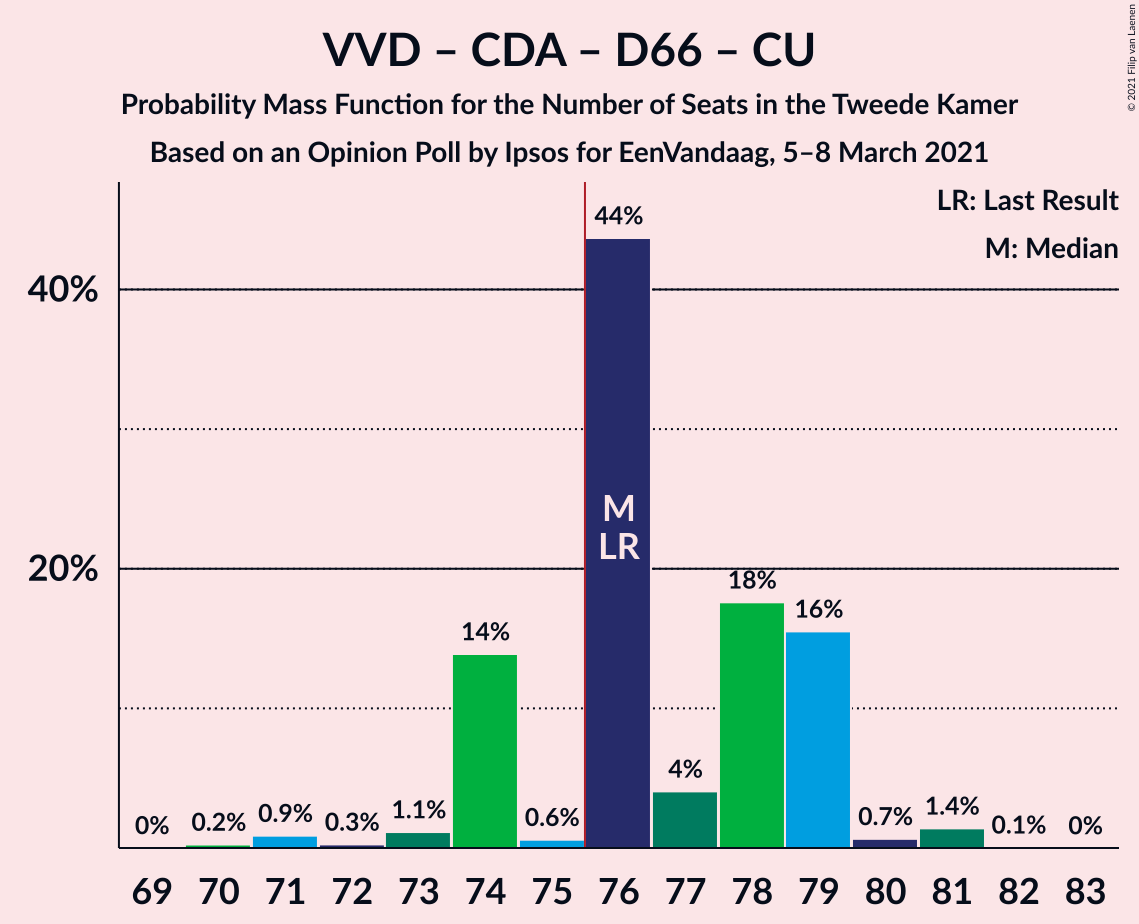 VVD – CDA – D66 – CU
Probability Mass Function for the Number of Seats in the Tweede Kamer
Based on an Opinion Poll by Ipsos for EenVandaag, 5–8 March 2021
© 2021 Filip van Laenen
LR: Last Result
M: Median
40%
20%
0% 0.2% 0.9% 0.3% 1.1% 14% 0.6% 44% 4% 18% 16% 0.7% 1.4% 0.1% 0%
M
LR
69 70 71 72 73 74 75 76 77 78 79 80 81 82 83